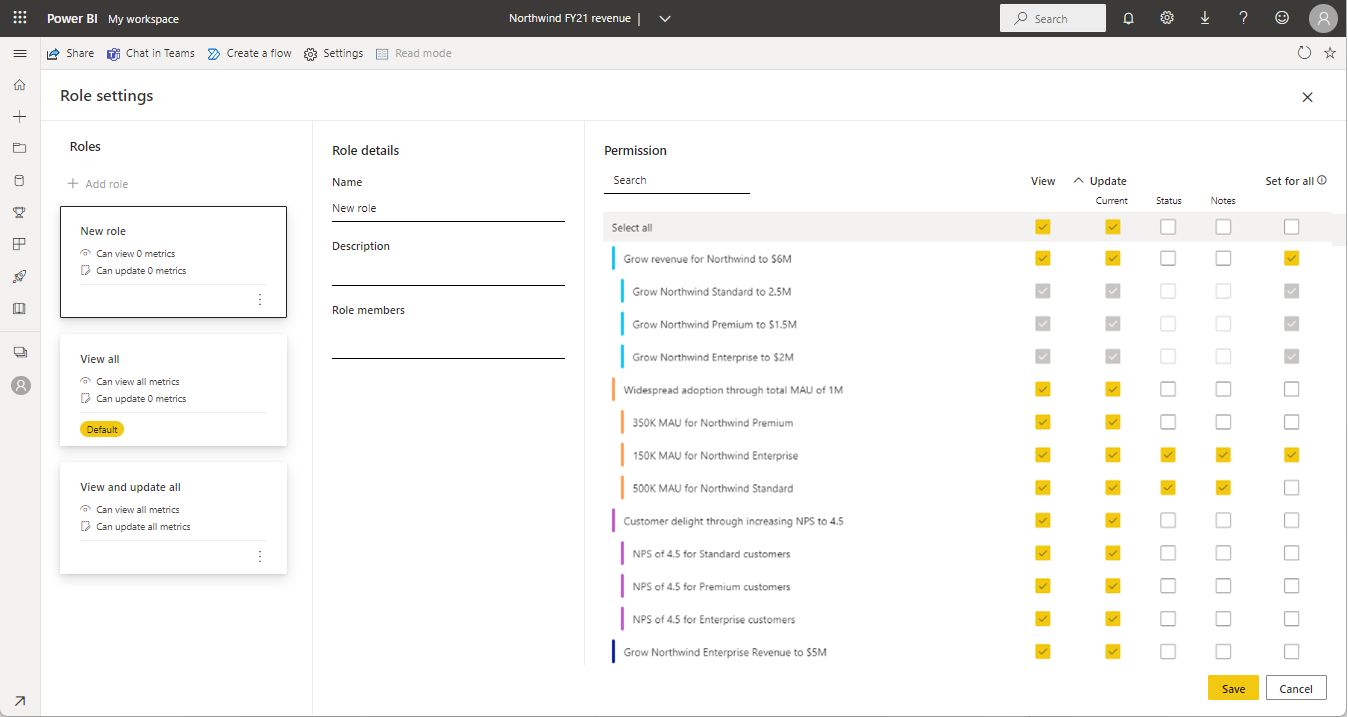 Power BI My workspace
Northwind FY21 revenue
Search
Share Chat in Teams Create a flow Settings Read mode
Role settings
Roles
Add role
New role
Can view 0 metrics
Can update 0 metrics
View all
Can view all metrics
Can update 0 metrics
Default
View and update all
Can view all metrics
Can update all metrics
Role details
Name
New role
Description
Role members
Permission
Search
View Update Set for all
Current Status Notes
Select all
Grow revenue for Northwind to $6M
Grow Northwind Standard to 2.5M
Grow Northwind Premium to $1.5M
Grow Northwind Enterprise to $2M
Widespread adoption through total MAU of 1M
350K MAU for Northwind Premium
150K MAU for Northwind Enterprise
500K MAU for Northwind Standard
Customer delight through increasing NPS to 4.5
NPS of 4.5 for Standard customers
NPS of 4.5 for Premium customers
NPS of 4.5 for Enterprise customers
Grow Northwind Enterprise Revenue to $5M
Save Cancel